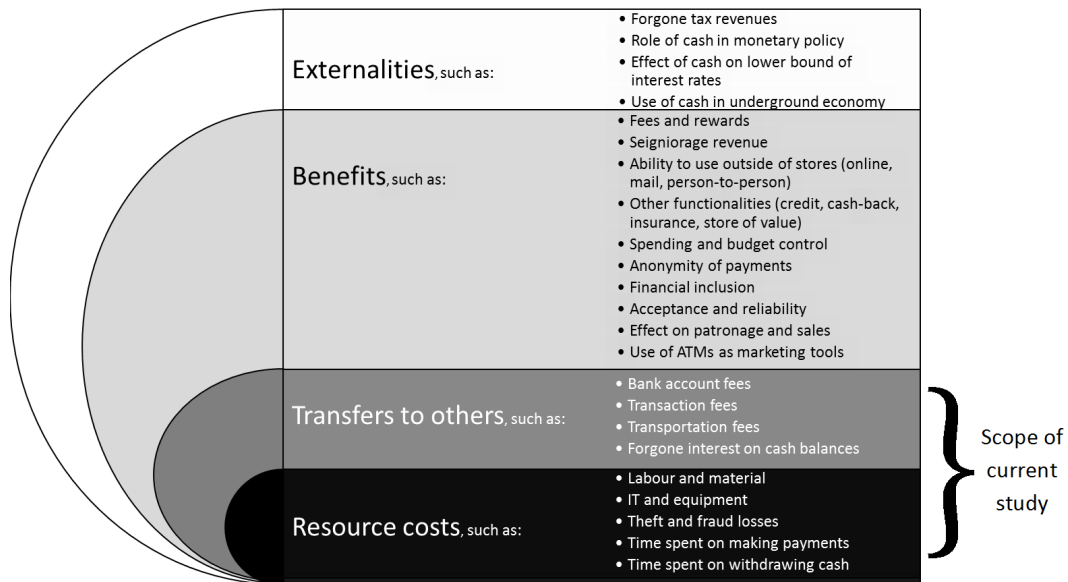 Externalities, such as:
• Forgone tax revenues
• Role of cash in monetary policy
• Effect of cash on lower bound of
interest rates
• Use of cash in underground economy
Benefits, such as:
• Fees and rewards
• Seigniorage revenue
• Ability to use outside of stores (online,
mail, person-to-person)
• Other functionalities (credit, cash-back,
insurance, store of value)
• Spending and budget control
• Anonymity of payments
• Financial inclusion
• Acceptance and reliability
• Effect on patronage and sales
• Use of ATMs as marketing tools
Transfers to others, such as:
• Bank account fees
• Transaction fees
• Transportation fees
• Forgone interest on cash balances
Resource costs, such as:
• Labour and material
• IT and equipment
• Theft and fraud losses
• Time spent on making payments
• Time spent on withdrawing cash
Scope of
current
study